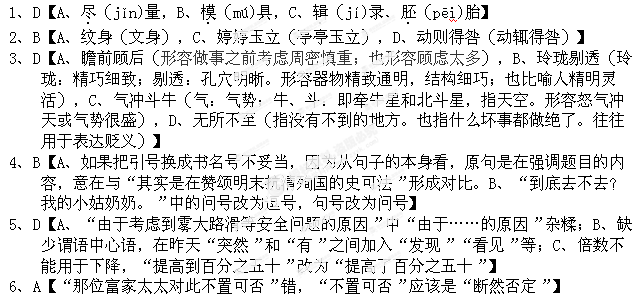 1、D【A、尽（jǐn）量，B、模（mú）具，C、辑（jí）录、胚（pēi）胎】
2、B【A、纹身（文身），C、婷婷玉立（亭亭玉立），D、动则得咎（动辄得咎）】
3、D【A、瞻前顾后（形容做事之前考虑周密慎重；也形容顾虑太多），B、玲珑剔透（玲
珑：精巧细致；剔透：孔穴明晰。形容器物精致通明，结构细巧；也比喻人精明灵
活），C、气冲斗牛（气：气势，牛、斗，即牵牛星和北斗星，指天空。形容怒气冲
天或气势很盛），D、无所不至（指没有不到的地方。也指什么坏事都做绝了。往往
用于表达贬义）】
4、B【A、如果把引号换成书名号不妥当，因为从句子的本身看，原句是在强调题目的内
容，意在与“其实是在赞颂明末抗清殉国的史可法”形成对比。B、“到底去不去？
我的小姑奶奶。”中的问号改为逗号，句号改为问号】
5、D【A、“由于考虑到雾大路滑等安全问题的原因”中“由于……的原因”杂糅；B、缺
少谓语中心语，在昨天“突然”和“有”之间加入“发现”“看见”等；C、倍数不
能用于下降，“提高到百分之五十”改为“提高了百分之五十”】
6、A【“那位富家太太对此不置可否”错，“不置可否”应该是“断然否定”】